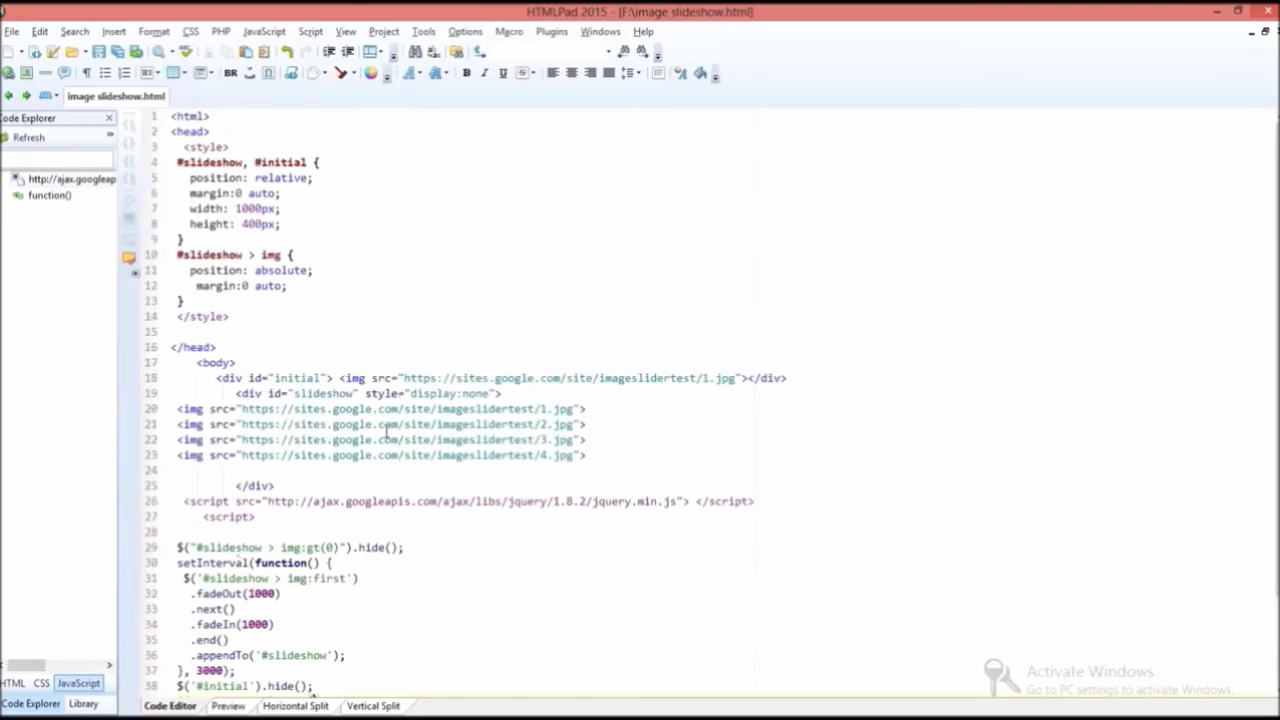 HTMLPad 2015 - [F:\image slideshow.html]
File Edit Search Insert Format CSS PHP JavaScript Script View Project Tools Options Macro Plugins Windows Help
BR B I U S
image slideshow.html
Code Explorer
Refresh
http://ajax.googleap
function()
1 <html>
2 <head>
3 <style>
4 #slideshow, #initial {
5 position: relative;
6 margin:0 auto;
7 width: 1000px;
8 height: 400px;
9 }
10 #slideshow > img {
11 position: absolute;
12 margin:0 auto;
13 }
14 </style>
15
16 </head>
17 <body>
18 <div id="initial"> <img src="https://sites.google.com/site/imageslidertest/1.jpg"></div>
19 <div id="slideshow" style="display:none">
20 <img src="https://sites.google.com/site/imageslidertest/1.jpg">
21 <img src="https://sites.google.com/site/imageslidertest/2.jpg">
22 <img src="https://sites.google.com/site/imageslidertest/3.jpg">
23 <img src="https://sites.google.com/site/imageslidertest/4.jpg">
24
25 </div>
26 <script src="http://ajax.googleapis.com/ajax/libs/jquery/1.8.2/jquery.min.js"> </script>
27 <script>
28
29 $("#slideshow > img:gt(0)").hide();
30 setInterval(function() {
31 $('#slideshow > img:first')
32 .fadeOut(1000)
33 .next()
34 .fadeIn(1000)
35 .end()
36 .appendTo('#slideshow');
37 }, 3000);
38 $('#initial').hide();
HTML CSS JavaScript
Code Explorer Library
Code Editor Preview Horizontal Split Vertical Split
Activate Windows
Go to PC settings to activate Windows.